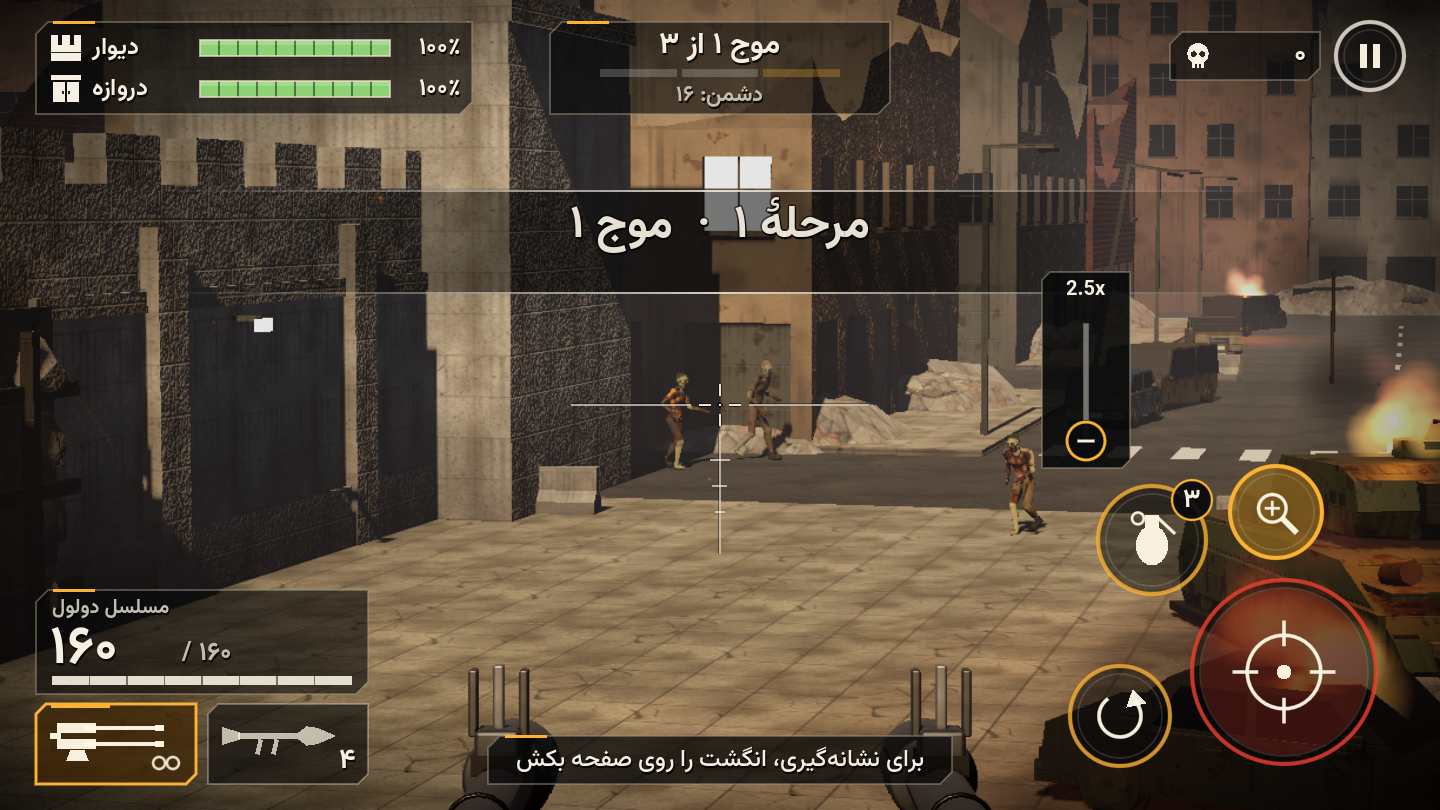 دیوار ۱۰۰٪
دروازه ۱۰۰٪
موج ۱ از ۳
دشمن: ۱۶
۰
مرحلهٔ ۱ · موج ۱
2.5x
۳
مسلسل دولول
۱۶۰ / ۱۶۰
∞
۴
برای نشانه‌گیری، انگشت را روی صفحه بکش